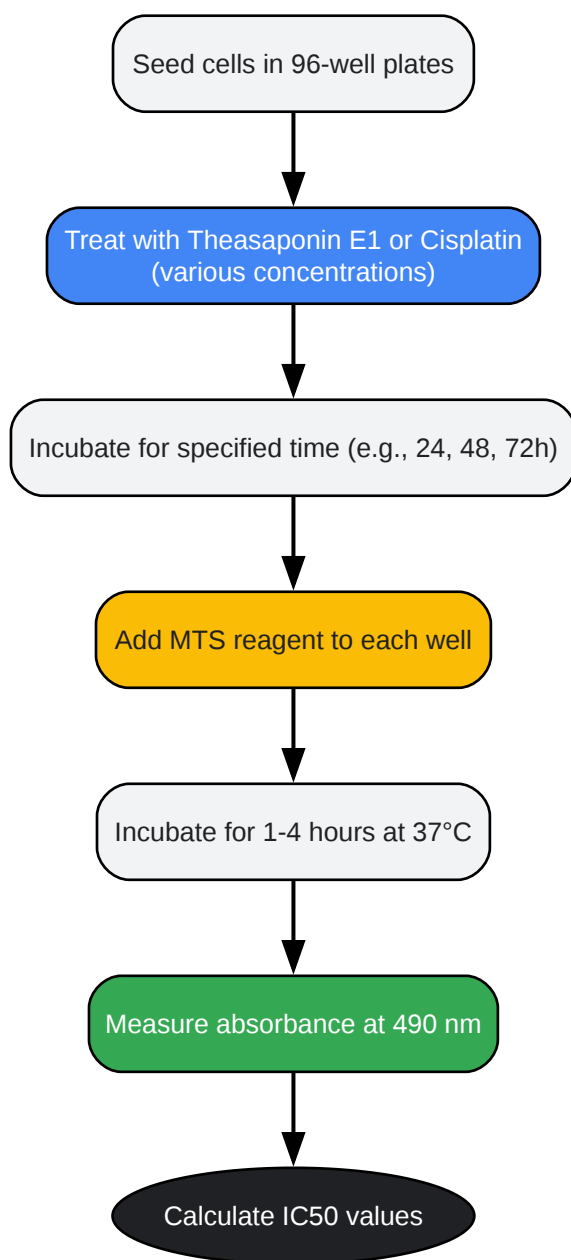 Seed cells in 96-well plates
Treat with Theasaponin E1 or Cisplatin
(various concentrations)
Incubate for specified time (e.g., 24, 48, 72h)
Add MTS reagent to each well
Incubate for 1-4 hours at 37°C
Measure absorbance at 490 nm
Calculate IC50 values